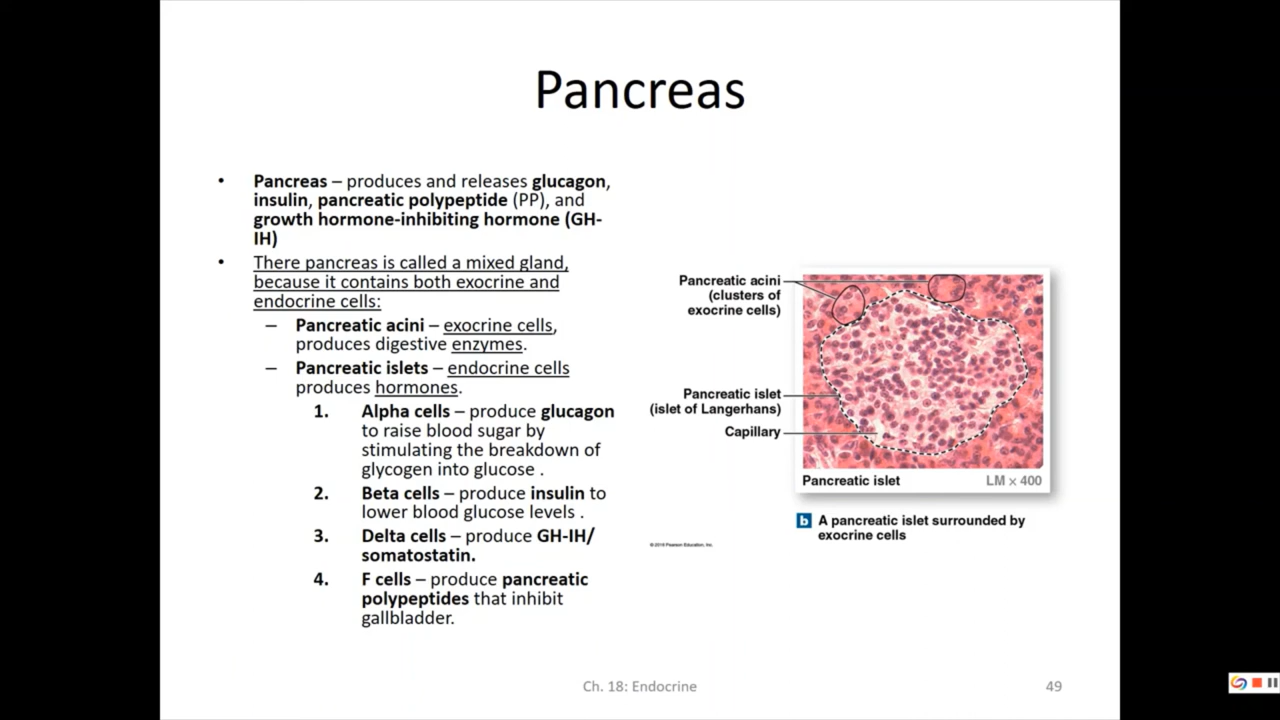 Pancreas
• Pancreas – produces and releases glucagon,
insulin, pancreatic polypeptide (PP), and
growth hormone-inhibiting hormone (GH-
IH)
• There pancreas is called a mixed gland,
because it contains both exocrine and
endocrine cells:
– Pancreatic acini – exocrine cells,
produces digestive enzymes.
– Pancreatic islets – endocrine cells
produces hormones.
1. Alpha cells – produce glucagon
to raise blood sugar by
stimulating the breakdown of
glycogen into glucose .
2. Beta cells – produce insulin to
lower blood glucose levels .
3. Delta cells – produce GH-IH/
somatostatin.
4. F cells – produce pancreatic
polypeptides that inhibit
gallbladder.
Pancreatic acini
(clusters of
exocrine cells)
Pancreatic islet
(islet of Langerhans)
Capillary
Pancreatic islet LM × 400
b A pancreatic islet surrounded by
exocrine cells
© 2018 Pearson Education, Inc.
Ch. 18: Endocrine
49